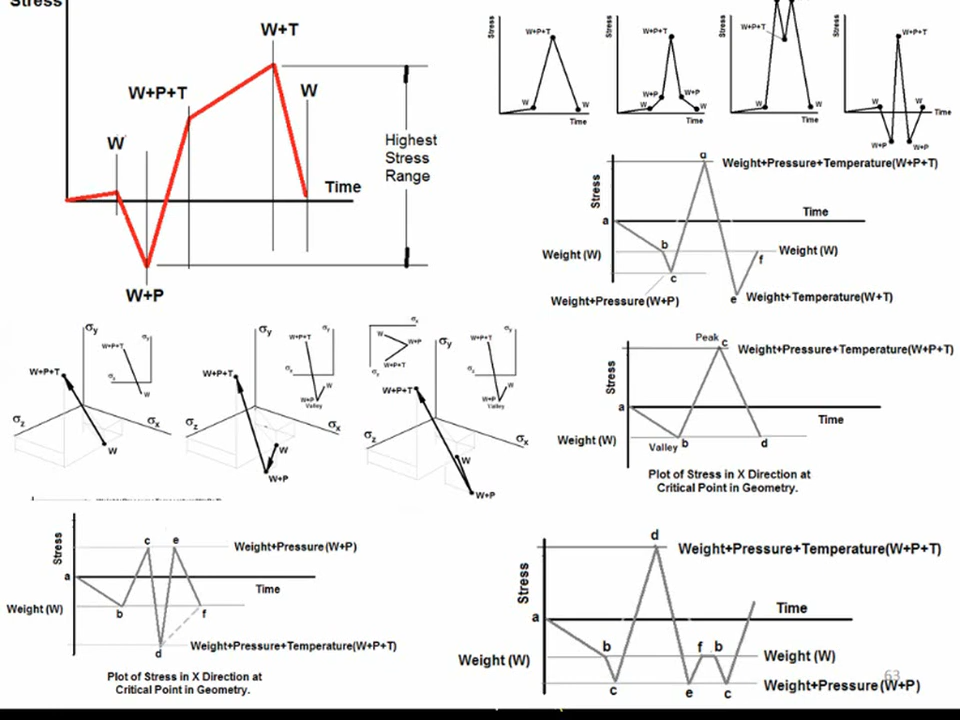 Stress
W+T
W+P+T
W
W
Highest
Stress
Range
Time
W+P
Stress
W+P+T
W
W
Time
Stress
W+P+T
W+P
W+P
W
W
Time
Stress
W+P+T
W
W
Time
Stress
W+P+T
W
W
Time
W+P
W+P
Stress
d
Weight+Pressure+Temperature(W+P+T)
Time
a
b
Weight (W)
Weight (W)
f
c
Weight+Pressure(W+P)
e
Weight+Temperature(W+T)
σy
σy
W+P+T
σx
W
W+P+T
σz
σx
W
σy
σy
W+P+T
σx
W+P
Valley
W+P+T
σz
σx
W
W+P
σx
W
W+P
W+P+T
σy
σy
σy
W+P+T
σx
W+P
Valley
W+P+T
σz
σx
W
W+P
Stress
Peak
c
Weight+Pressure+Temperature(W+P+T)
a
Time
Weight (W)
Valley
b
d
Plot of Stress in X Direction at
Critical Point in Geometry.
Stress
c
e
Weight+Pressure(W+P)
a
Time
Weight (W)
b
f
Weight+Pressure+Temperature(W+P+T)
d
Plot of Stress in X Direction at
Critical Point in Geometry.
Stress
d
Weight+Pressure+Temperature(W+P+T)
a
Time
b
f
b
Weight (W)
Weight (W)
63
c
e
c
Weight+Pressure(W+P)